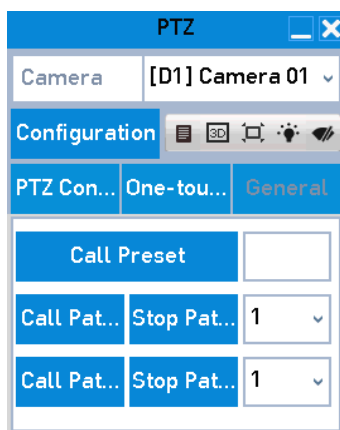 PTZ
Camera [D1] Camera 01
Configuration 3D
PTZ Con... One-tou... General
Call Preset
Call Pat... Stop Pat... 1
Call Pat... Stop Pat... 1